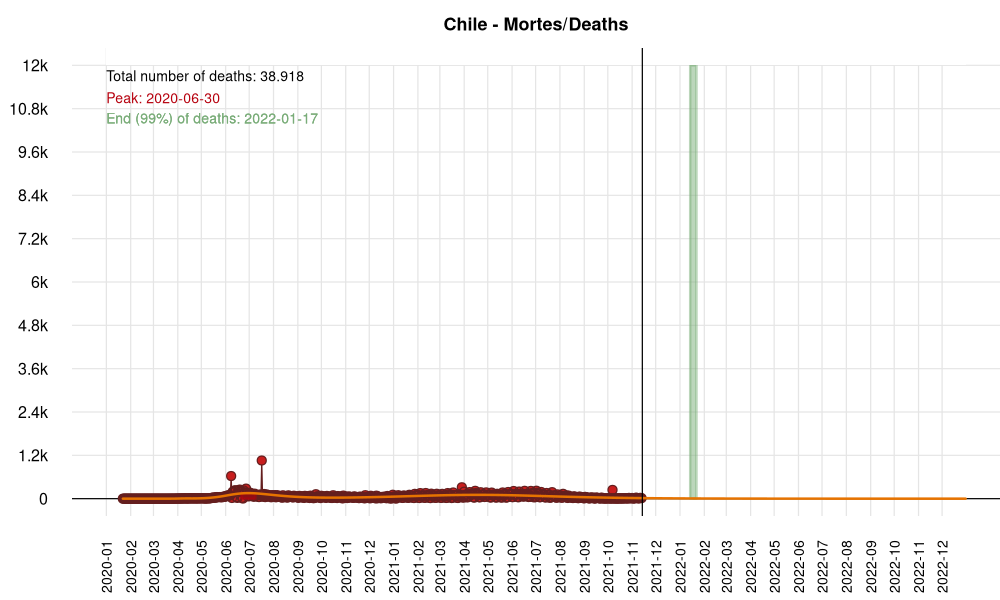 Chile - Mortes/Deaths
Total number of deaths: 38.918
Peak: 2020-06-30
End (99%) of deaths: 2022-01-17
12k
10.8k
9.6k
8.4k
7.2k
6k
4.8k
3.6k
2.4k
1.2k
0
2020-01
2020-02
2020-03
2020-04
2020-05
2020-06
2020-07
2020-08
2020-09
2020-10
2020-11
2020-12
2021-01
2021-02
2021-03
2021-04
2021-05
2021-06
2021-07
2021-08
2021-09
2021-10
2021-11
2021-12
2022-01
2022-02
2022-03
2022-04
2022-05
2022-06
2022-07
2022-08
2022-09
2022-10
2022-11
2022-12